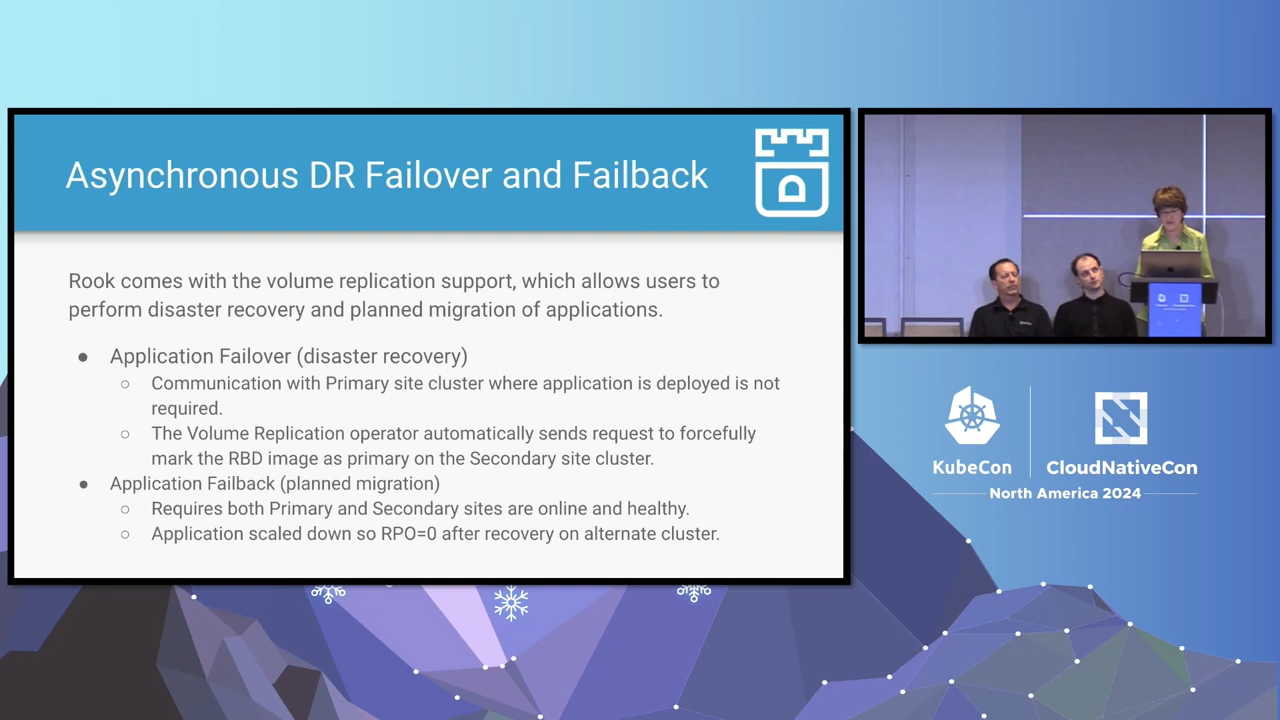 Asynchronous DR Failover and Failback
Rook comes with the volume replication support, which allows users to
perform disaster recovery and planned migration of applications.
● Application Failover (disaster recovery)
○ Communication with Primary site cluster where application is deployed is not
required.
○ The Volume Replication operator automatically sends request to forcefully
mark the RBD image as primary on the Secondary site cluster.
● Application Failback (planned migration)
○ Requires both Primary and Secondary sites are online and healthy.
○ Application scaled down so RPO=0 after recovery on alternate cluster.
KubeCon
CloudNativeCon
North America 2024